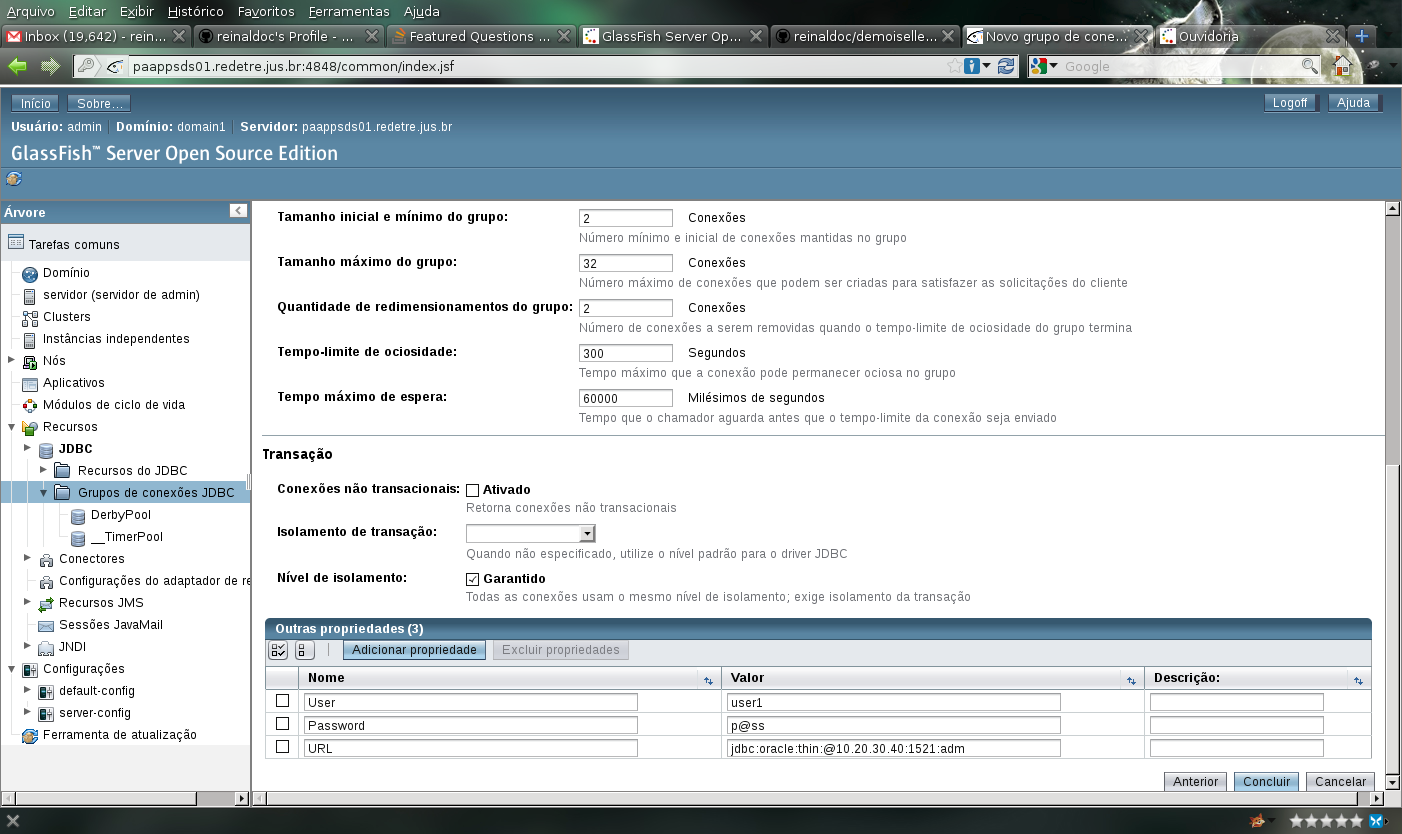 Arquivo Editar Exibir Histórico Favoritos Ferramentas Ajuda
Inbox (19,642) - rein... reinaldoc's Profile - ... Featured Questions ... GlassFish Server Op... reinaldoc/demoiselle... Novo grupo de cone... Ouvidoria
paappsds01.redetre.jus.br:4848/common/index.jsf Google
Início Sobre... Logoff Ajuda
Usuário: admin Domínio: domain1 Servidor: paappsds01.redetre.jus.br
GlassFish™ Server Open Source Edition
Árvore
Tarefas comuns
Domínio
servidor (servidor de admin)
Clusters
Instâncias independentes
Nós
Aplicativos
Módulos de ciclo de vida
Recursos
JDBC
Recursos do JDBC
Grupos de conexões JDBC
DerbyPool
__TimerPool
Conectores
Configurações do adaptador de re
Recursos JMS
Sessões JavaMail
JNDI
Configurações
default-config
server-config
Ferramenta de atualização
Tamanho inicial e mínimo do grupo: 2 Conexões
Número mínimo e inicial de conexões mantidas no grupo
Tamanho máximo do grupo: 32 Conexões
Número máximo de conexões que podem ser criadas para satisfazer as solicitações do cliente
Quantidade de redimensionamentos do grupo: 2 Conexões
Número de conexões a serem removidas quando o tempo-limite de ociosidade do grupo termina
Tempo-limite de ociosidade: 300 Segundos
Tempo máximo que a conexão pode permanecer ociosa no grupo
Tempo máximo de espera: 60000 Milésimos de segundos
Tempo que o chamador aguarda antes que o tempo-limite da conexão seja enviado
Transação
Conexões não transacionais: Ativado
Retorna conexões não transacionais
Isolamento de transação:
Quando não especificado, utilize o nível padrão para o driver JDBC
Nível de isolamento: Garantido
Todas as conexões usam o mesmo nível de isolamento; exige isolamento da transação
Outras propriedades (3)
Adicionar propriedade Excluir propriedades
Nome Valor Descrição:
User user1
Password p@ss
URL jdbc:oracle:thin:@10.20.30.40:1521:adm
Anterior Concluir Cancelar